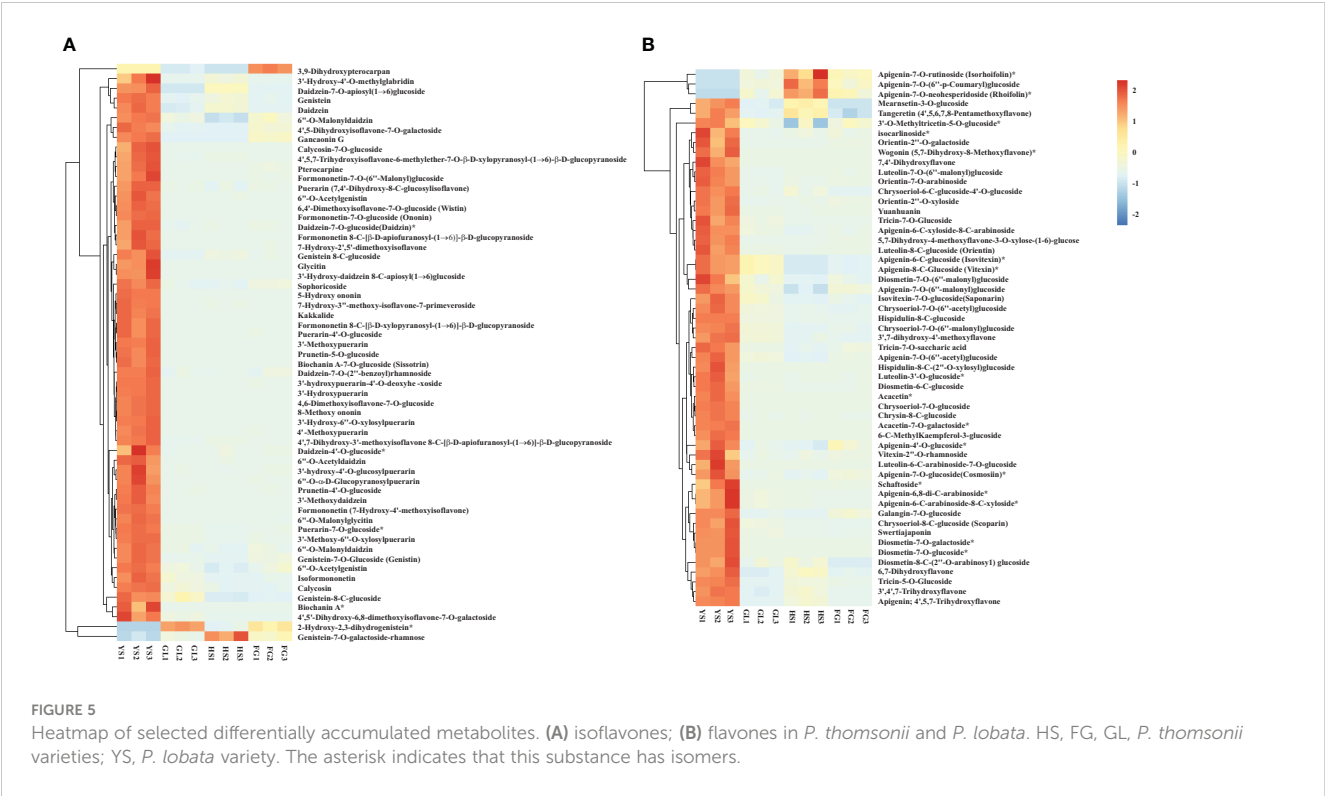 A
3,9-Dihydroxypterocarpan
3'-Hydroxy-4'-O-methylglabridin
Daidzein-7-O-apiosyl(1→6)glucoside
Genistein
Daidzein
6''-O-Malonyldaidzin
4',5-Dihydroxyisoflavone-7-O-galactoside
Gancaonin G
Calycosin-7-O-glucoside
4',5,7-Trihydroxyisoflavone-6-methylether-7-O-β-D-xylopyranosyl-(1→6)-β-D-glucopyranoside
Pterocarpine
Formononetin-7-O-(6''-Malonyl)glucoside
Puerarin (7,4'-Dihydroxy-8-C-glucosylisoflavone)
6''-O-Acetylgenistin
6,4'-Dimethoxyisoflavone-7-O-glucoside (Wistin)
Formononetin-7-O-glucoside (Ononin)
Daidzein-7-O-glucoside(Daidzin)*
Formononetin 8-C-[β-D-apiofuranosyl-(1→6)]-β-D-glucopyranoside
7-Hydroxy-2',5'-dimethoxyisoflavone
Genistein 8-C-glucoside
Glycitin
3'-Hydroxy-daidzein 8-C-apiosyl(1→6)glucoside
Sophoricoside
5-Hydroxy ononin
7-Hydroxy-3''-methoxy-isoflavone-7-primeveroside
Kakkalide
Formononetin 8-C-[β-D-xylopyranosyl-(1→6)]-β-D-glucopyranoside
Puerarin-4'-O-glucoside
3'-Methoxypuerarin
Prunetin-5-O-glucoside
Biochanin A-7-O-glucoside (Sissotrin)
Daidzein-7-O-(2''-benzoyl)rhamnoside
3'-hydroxypuerarin-4'-O-deoxyhe -xoside
3'-Hydroxypuerarin
4,6-Dimethoxyisoflavone-7-O-glucoside
8-Methoxy ononin
3'-Hydroxy-6''-O-xylosylpuerarin
4'-Methoxypuerarin
4',7-Dihydroxy-3'-methoxyisoflavone 8-C-[β-D-apiofuranosyl-(1→6)]-β-D-glucopyranoside
Daidzein-4'-O-glucoside*
6''-O-Acetyldaidzin
3'-hydroxy-4'-O-glucosylpuerarin
6''-O-α-D-Glucopyranosylpuerarin
Prunetin-4'-O-glucoside
3'-Methoxydaidzein
Formononetin (7-Hydroxy-4'-methoxyisoflavone)
6''-O-Malonylglycitin
Puerarin-7-O-glucoside*
3'-Methoxy-6''-O-xylosylpuerarin
6''-O-Malonyldaidzin
Genistein-7-O-Glucoside (Genistin)
6''-O-Acetylgenistin
Isoformononetin
Calycosin
Genistein-8-C-glucoside
Biochanin A*
4',5'-Dihydroxy-6,8-dimethoxyisoflavone-7-O-galactoside
2-Hydroxy-2,3-dihydrogenistein*
Genistein-7-O-galactoside-rhamnose
YS1 YS2 YS3 GL1 GL2 GL3 HS1 HS2 HS3 FG1 FG2 FG3
B
Apigenin-7-O-rutinoside (Isorhoifolin)*
Apigenin-7-O-(6''-p-Coumaryl)glucoside
Apigenin-7-O-neohesperidoside (Rhoifolin)*
Mearnsetin-3-O-glucoside
Tangeretin (4',5,6,7,8-Pentamethoxyflavone)
3'-O-Methyltricetin-5-O-glucoside*
isocarlinoside*
Orientin-2''-O-galactoside
Wogonin (5,7-Dihydroxy-8-Methoxyflavone)*
7,4'-Dihydroxyflavone
Luteolin-7-O-(6''-malonyl)glucoside
Orientin-7-O-arabinoside
Chrysoeriol-6-C-glucoside-4'-O-glucoside
Orientin-2''-O-xyloside
Yuanhuanin
Tricin-7-O-Glucoside
Apigenin-6-C-xyloside-8-C-arabinoside
5,7-Dihydroxy-4-methoxyflavone-3-O-xylose-(1-6)-glucose
Luteolin-8-C-glucoside (Orientin)
Apigenin-6-C-glucoside (Isovitexin)*
Apigenin-8-C-Glucoside (Vitexin)*
Diosmetin-7-O-(6''-malonyl)glucoside
Apigenin-7-O-(6''-malonyl)glucoside
Isovitexin-7-O-glucoside(Saponarin)
Chrysoeriol-7-O-(6''-acetyl)glucoside
Hispidulin-8-C-glucoside
Chrysoeriol-7-O-(6''-malonyl)glucoside
3',7-dihydroxy-4'-methoxyflavone
Tricin-7-O-saccharic acid
Apigenin-7-O-(6''-acetyl)glucoside
Hispidulin-8-C-(2''-O-xylosyl)glucoside
Luteolin-3'-O-glucoside*
Diosmetin-6-C-glucoside
Acacetin*
Chrysoeriol-7-O-glucoside
Chrysin-8-C-glucoside
Acacetin-7-O-galactoside*
6-C-MethylKaempferol-3-glucoside
Apigenin-4'-O-glucoside*
Vitexin-2''-O-rhamnoside
Luteolin-6-C-arabinoside-7-O-glucoside
Apigenin-7-O-glucoside(Cosmosiin)*
Schaftoside*
Apigenin-6,8-di-C-arabinoside*
Apigenin-6-C-arabinoside-8-C-xyloside*
Galangin-7-O-glucoside
Chrysoeriol-8-C-glucoside (Scoparin)
Swertiajaponin
Diosmetin-7-O-galactoside*
Diosmetin-7-O-glucoside*
Diosmetin-8-C-(2''-O-arabinosyl) glucoside
6,7-Dihydroxyflavone
Tricin-5-O-Glucoside
3',4',7-Trihydroxyflavone
Apigenin; 4',5,7-Trihydroxyflavone
YS1 YS2 YS3 GL1 GL2 GL3 HS1 HS2 HS3 FG1 FG2 FG3
2
1
0
-1
-2
FIGURE 5
Heatmap of selected differentially accumulated metabolites. (A) isoflavones; (B) flavones in P. thomsonii and P. lobata. HS, FG, GL, P. thomsonii
varieties; YS, P. lobata variety. The asterisk indicates that this substance has isomers.